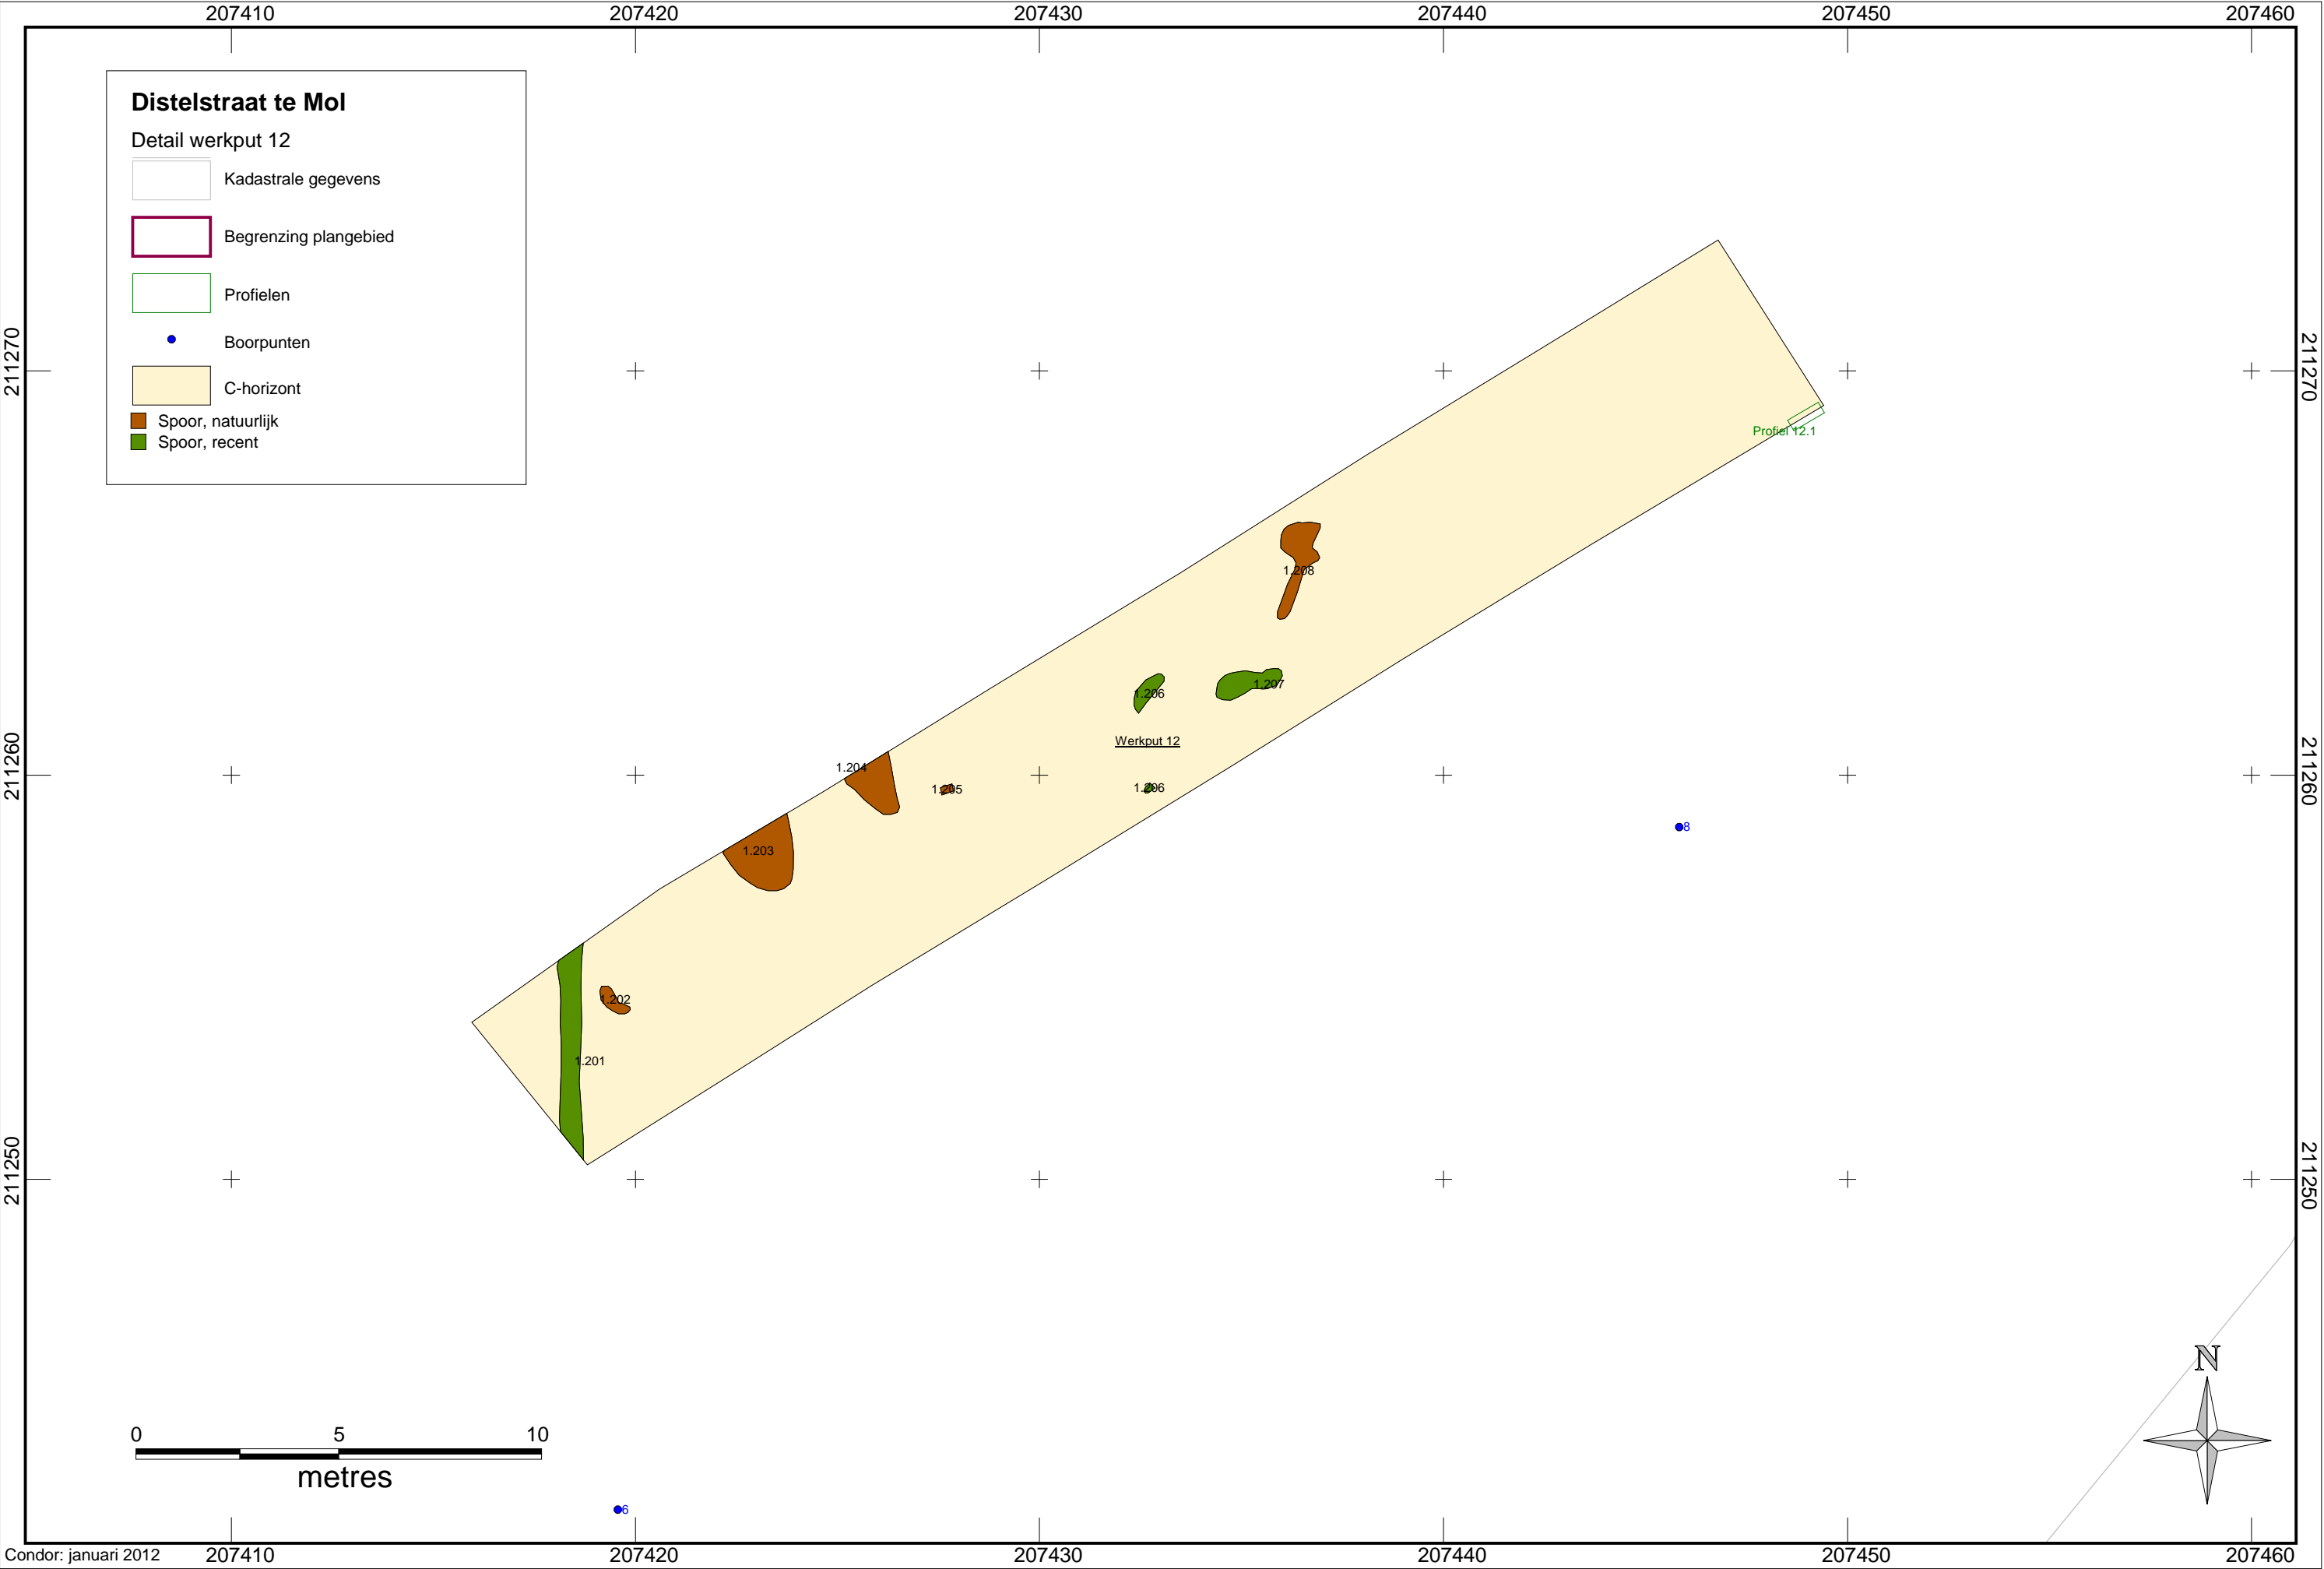 207410 207420 207430 207440 207450 207460
Distelstraat te Mol
Detail werkput 12
Kadastrale gegevens
Begrenzing plangebied
Profielen
Boorpunten
C-horizont
Spoor, natuurlijk
Spoor, recent
211270
211270
Profiel 12.1
1.208
1.207
1.206
Werkput 12
211260
211260
1.204
1.205
1.206
8
1.203
1.202
1.201
211250
211250
N
0 5 10
metres
6
Condor: januari 2012
207410 207420 207430 207440 207450 207460